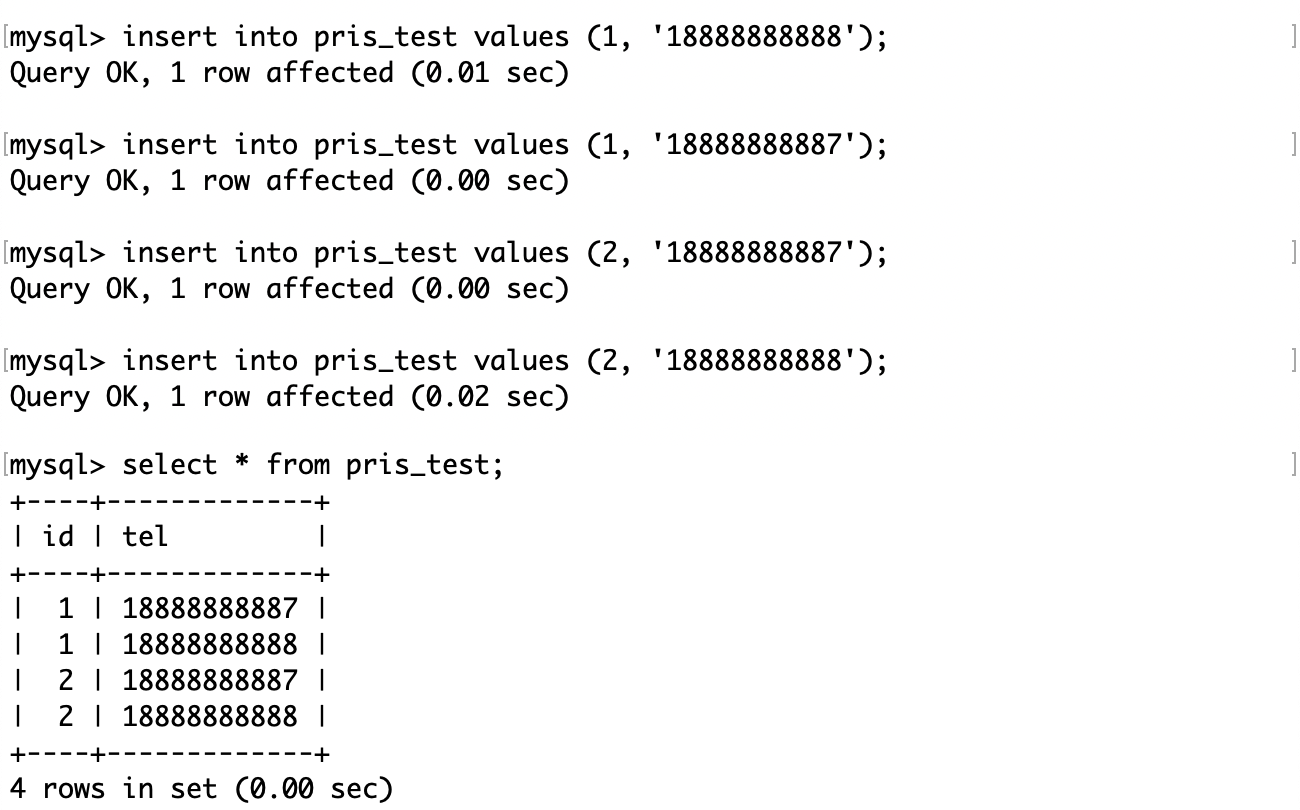 [mysql> insert into pris_test values (1, '18888888888'); ]
Query OK, 1 row affected (0.01 sec)
[mysql> insert into pris_test values (1, '18888888887'); ]
Query OK, 1 row affected (0.00 sec)
[mysql> insert into pris_test values (2, '18888888887'); ]
Query OK, 1 row affected (0.00 sec)
[mysql> insert into pris_test values (2, '18888888888'); ]
Query OK, 1 row affected (0.02 sec)
[mysql> select * from pris_test; ]
+----+-------------+
| id | tel         |
+----+-------------+
|  1 | 18888888887 |
|  1 | 18888888888 |
|  2 | 18888888887 |
|  2 | 18888888888 |
+----+-------------+
4 rows in set (0.00 sec)